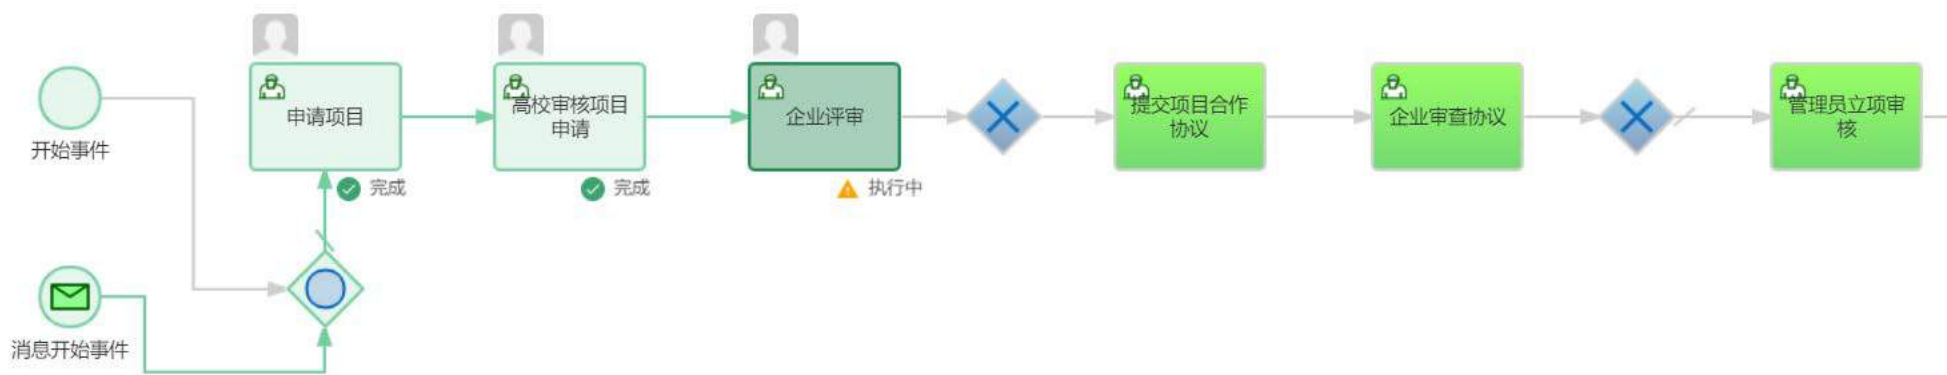 开始事件
申请项目
完成
高校审核项目
申请
完成
企业评审
执行中
提交项目合作
协议
企业审查协议
管理员立项审
核
消息开始事件